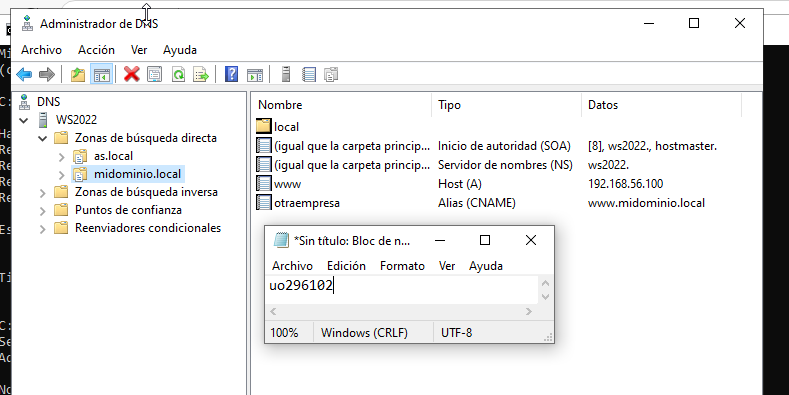 Administrador de DNS
Archivo Acción Ver Ayuda
DNS
WS2022
Zonas de búsqueda directa
as.local
midominio.local
Zonas de búsqueda inversa
Puntos de confianza
Reenviadores condicionales
Nombre Tipo Datos
local
(igual que la carpeta princip... Inicio de autoridad (SOA) [8], ws2022., hostmaster.
(igual que la carpeta princip... Servidor de nombres (NS) ws2022.
www Host (A) 192.168.56.100
otraempresa Alias (CNAME) www.midominio.local
*Sin título: Bloc de n...
Archivo Edición Formato Ver Ayuda
uo296102
100% Windows (CRLF) UTF-8